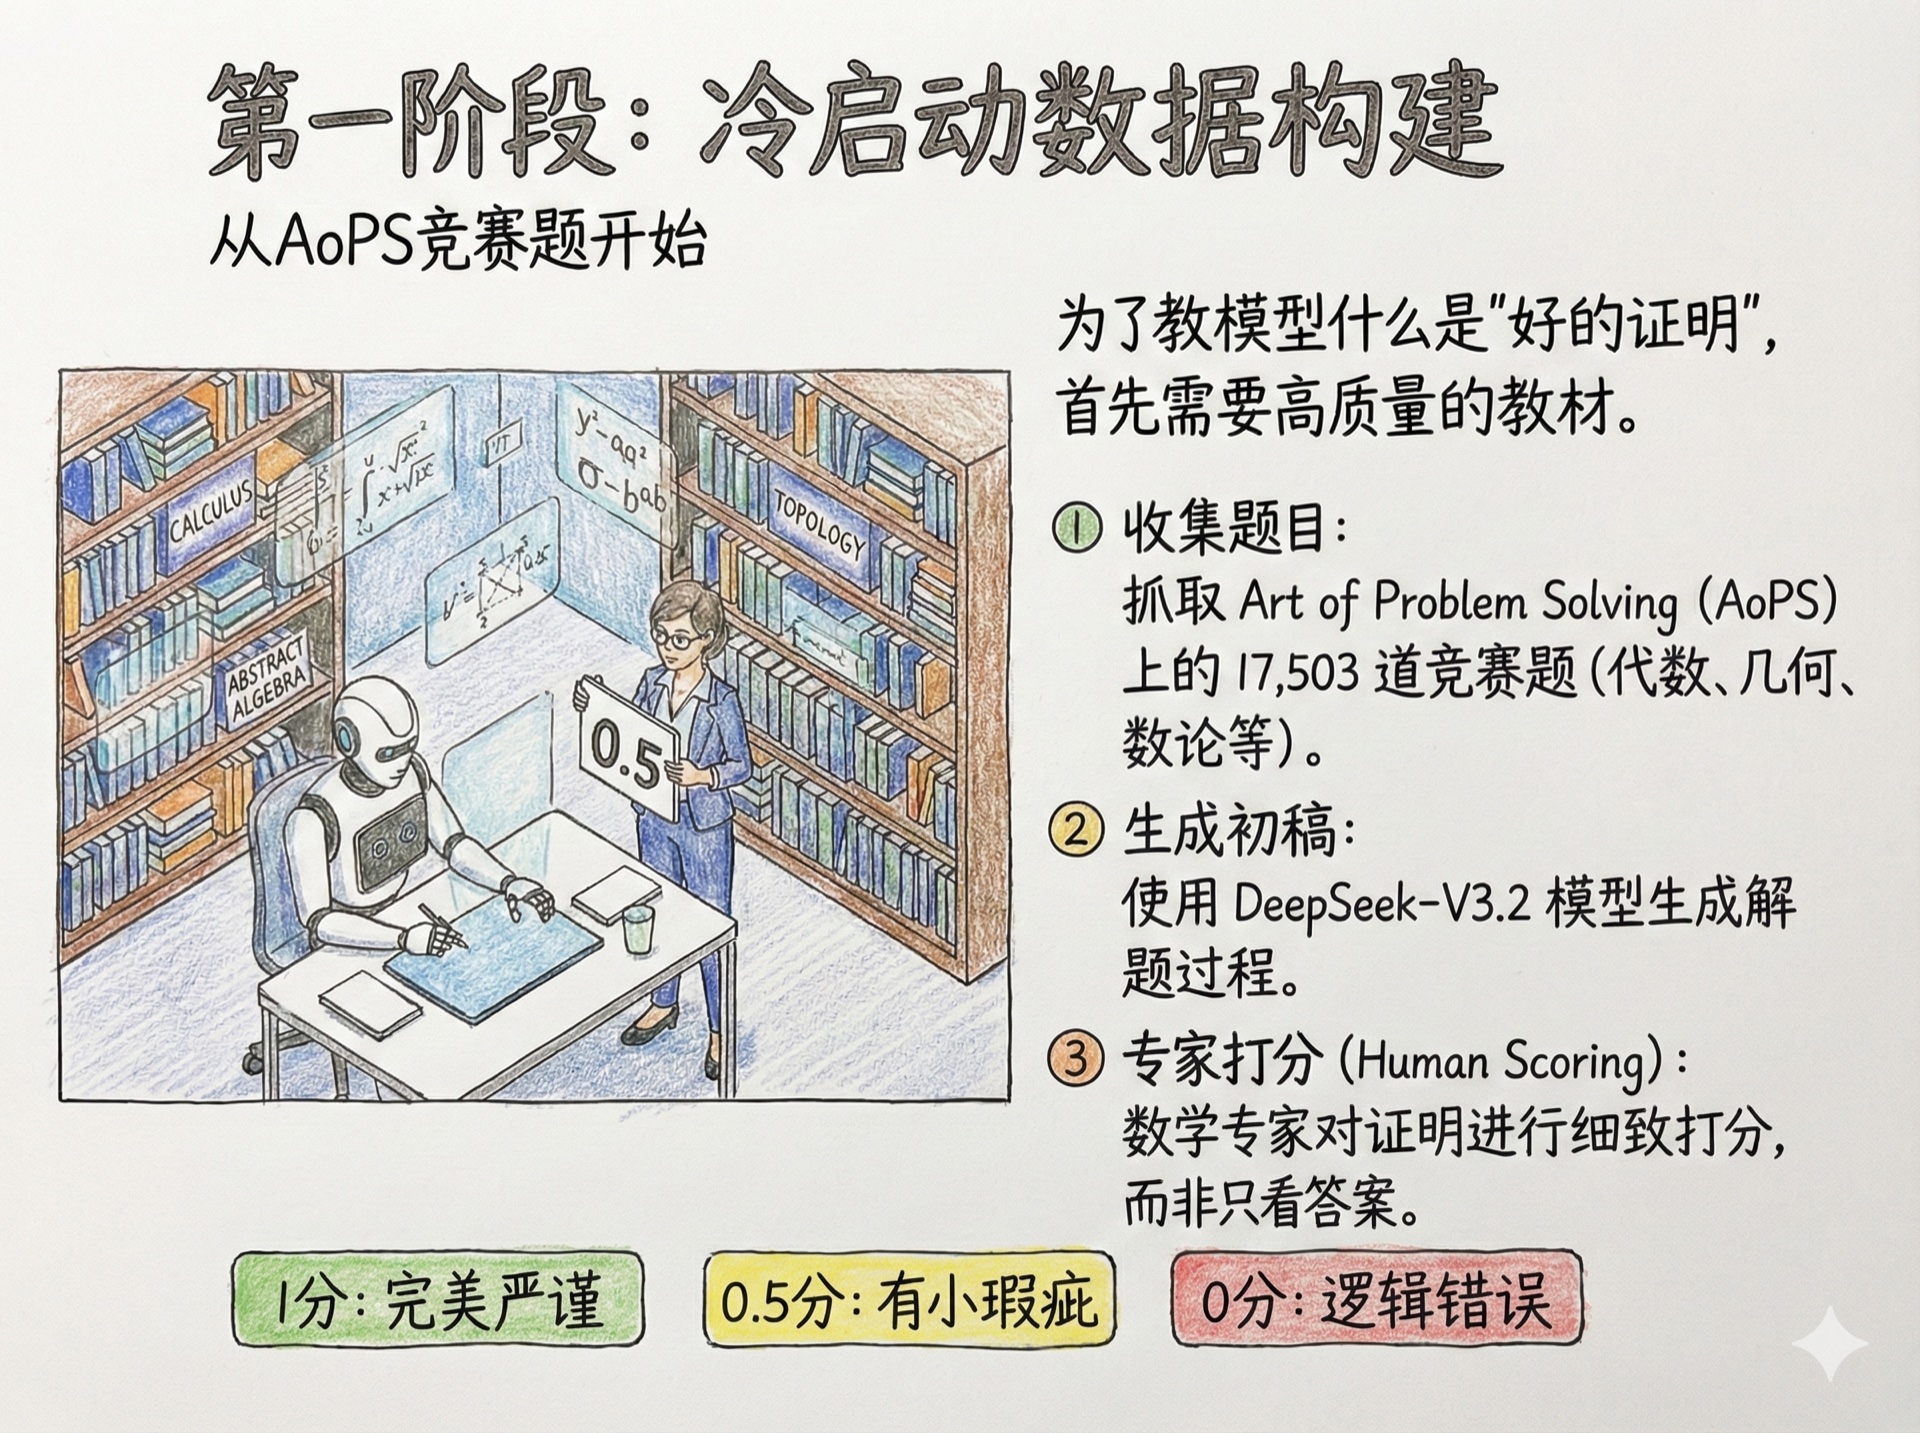 第一阶段：冷启动数据构建
从AoPS竞赛题开始
为了教模型什么是"好的证明"，
首先需要高质量的教材。
① 收集题目：
抓取 Art of Problem Solving (AoPS)
上的 17,503 道竞赛题 (代数、几何、
数论等)。
② 生成初稿：
使用 DeepSeek-V3.2 模型生成解
题过程。
③ 专家打分 (Human Scoring)：
数学专家对证明进行细致打分，
而非只看答案。
CALCULUS
ABSTRACT
ALGEBRA
TOPOLOGY
y²-aq²
σ-bab
0.5
1分：完美严谨
0.5分：有小瑕疵
0分：逻辑错误